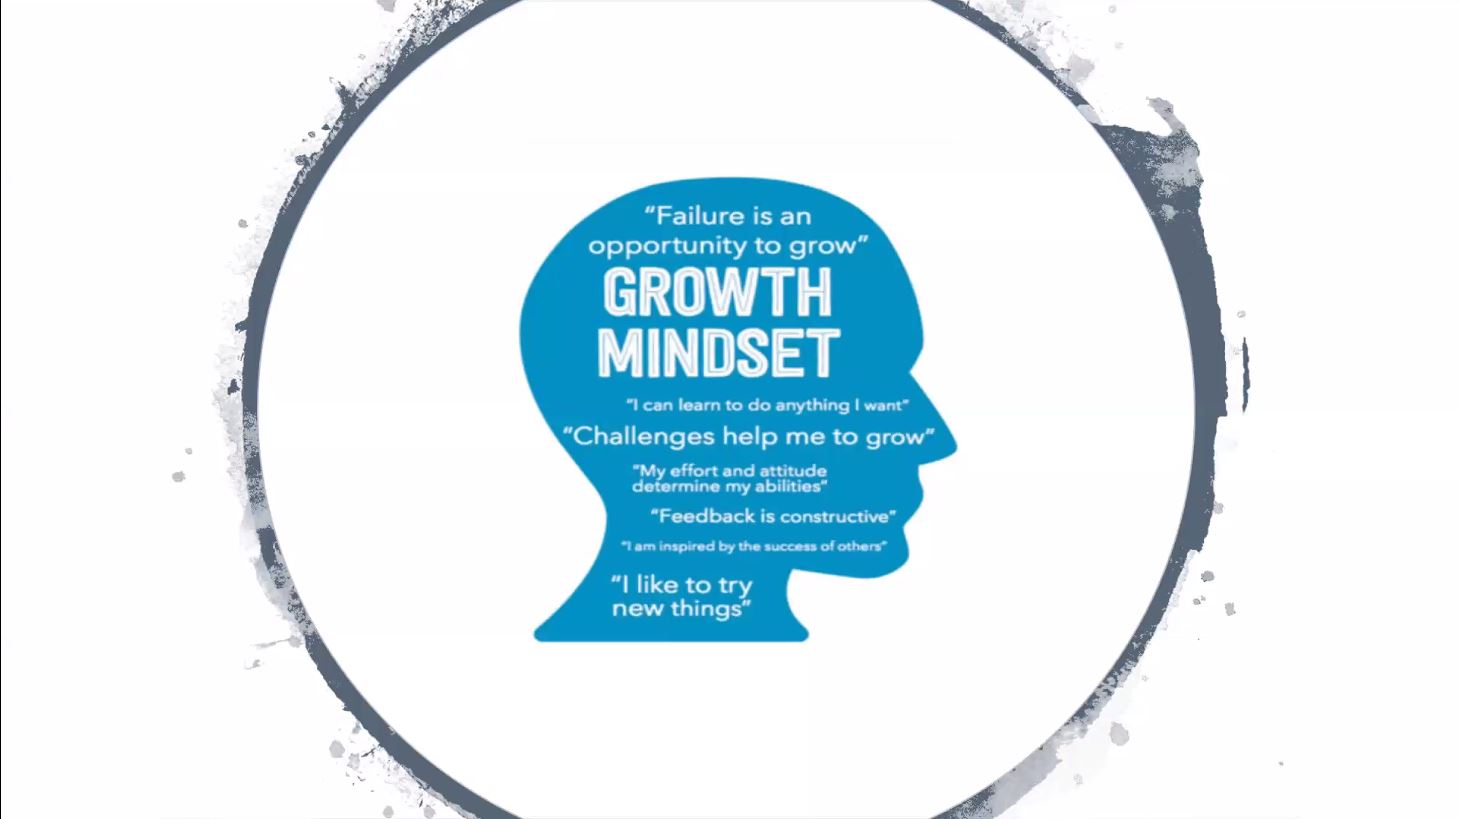 “Failure is an
opportunity to grow”
GROWTH
MINDSET
“I can learn to do anything I want”
“Challenges help me to grow”
“My effort and attitude
determine my abilities”
“Feedback is constructive”
“I am inspired by the success of others”
“I like to try
new things”